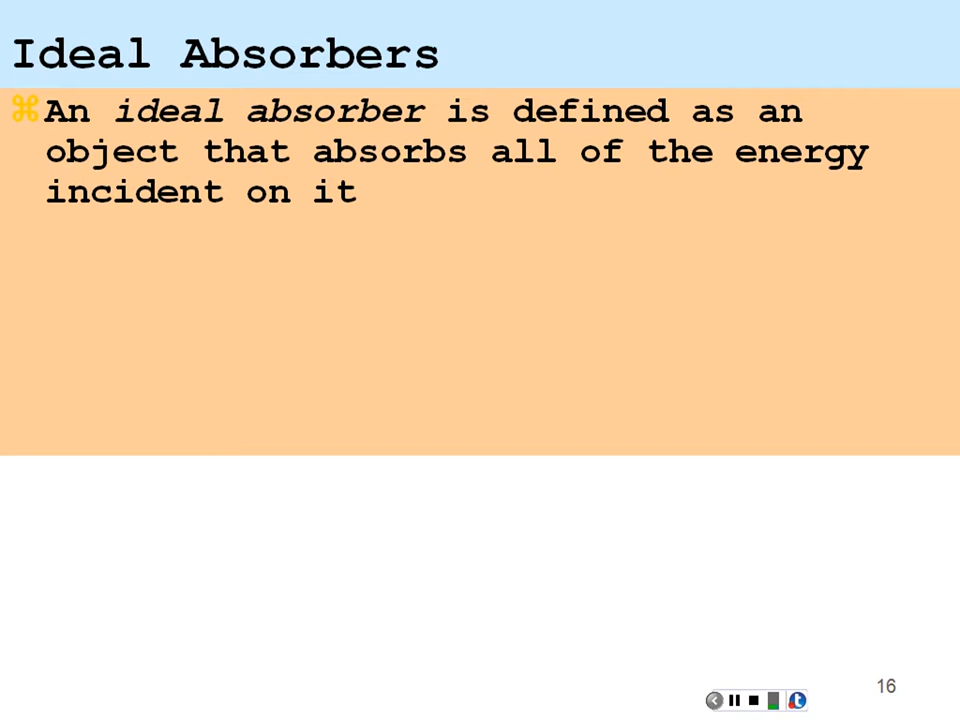 Ideal Absorbers
⌘An ideal absorber is defined as an
object that absorbs all of the energy
incident on it
16